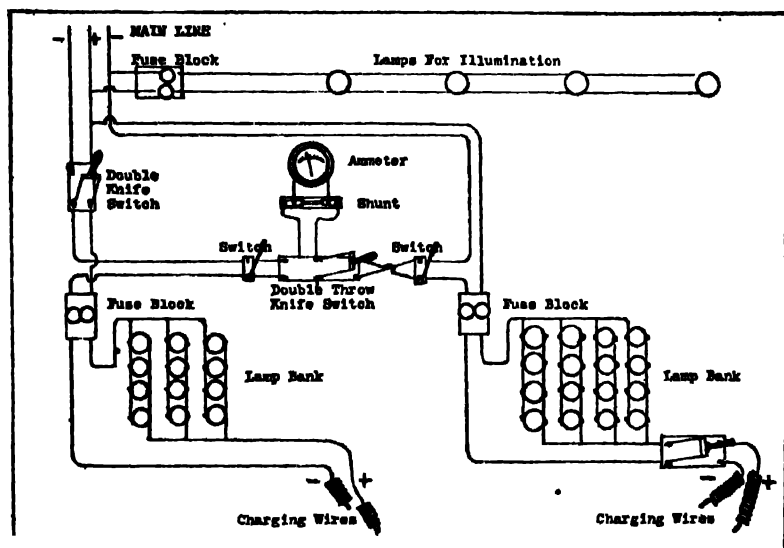 - + - MAIN LINE
Fuse Block
Lamps For Illumination
Ammeter
Shunt
Double
Knife
Switch
Switch
Switch
Double Throw
Knife Switch
Fuse Block
Fuse Block
Lamp Bank
Lamp Bank
- +
- +
Charging Wires
Charging Wires